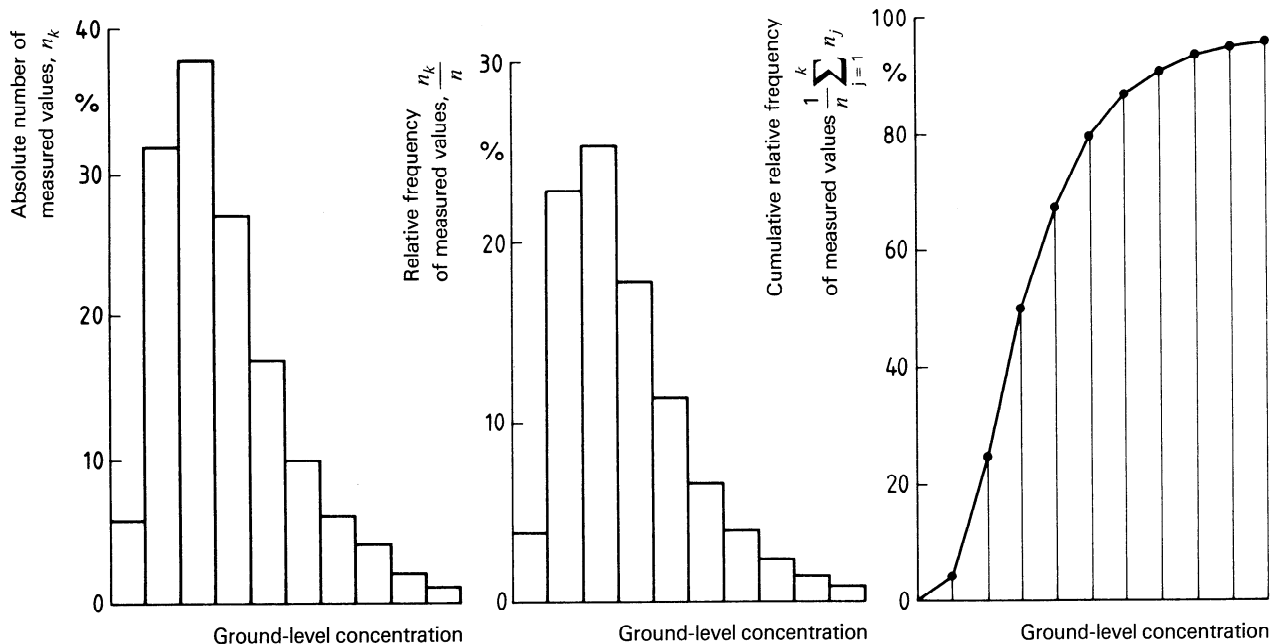 Absolute number of
measured values, n_k
40
%
30
20
10
0
Ground-level concentration
Relative frequency
of measured values, n_k/n
30
%
20
10
0
Ground-level concentration
Cumulative relative frequency
of measured values 1/n ∑ n_j
k
j = 1
100
%
80
60
40
20
0
Ground-level concentration